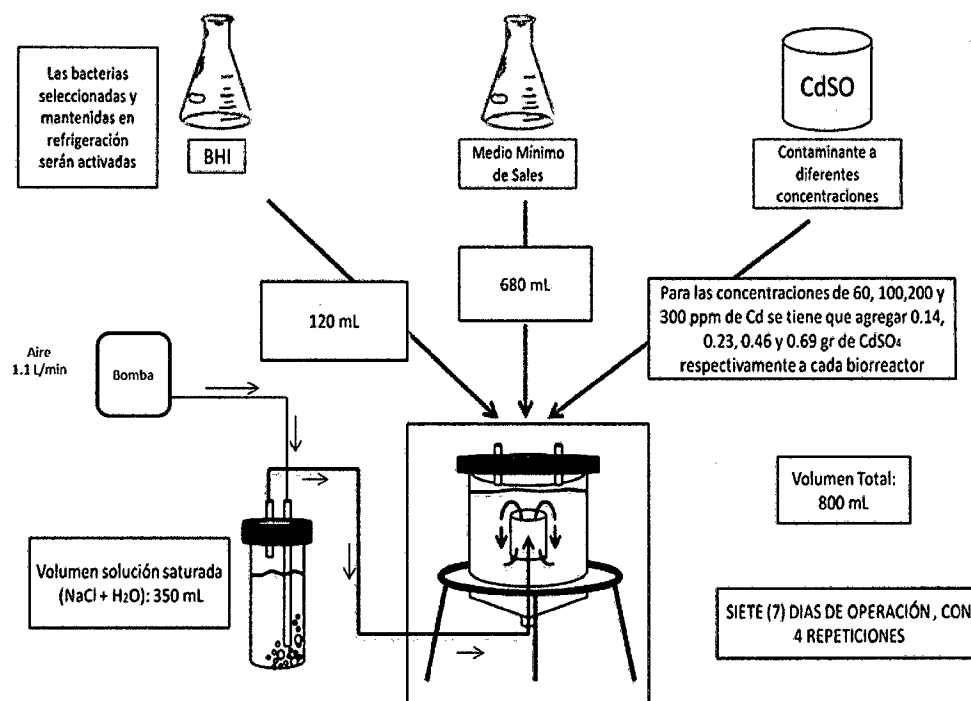 Las bacterias
seleccionadas y
mantenidas en
refrigeración
serán activadas
BHI
Medio Mínimo
de Sales
CdSO
Contaminante a
diferentes
concentraciones
120 mL
680 mL
Para las concentraciones de 60, 100,200 y
300 ppm de Cd se tiene que agregar 0.14,
0.23, 0.46 y 0.69 gr de CdSO₄
respectivamente a cada biorreactor
Aire
1.1 L/min
Bomba
Volumen Total:
800 mL
Volumen solución saturada
(NaCl + H₂O): 350 mL
SIETE (7) DIAS DE OPERACIÓN , CON
4 REPETICIONES